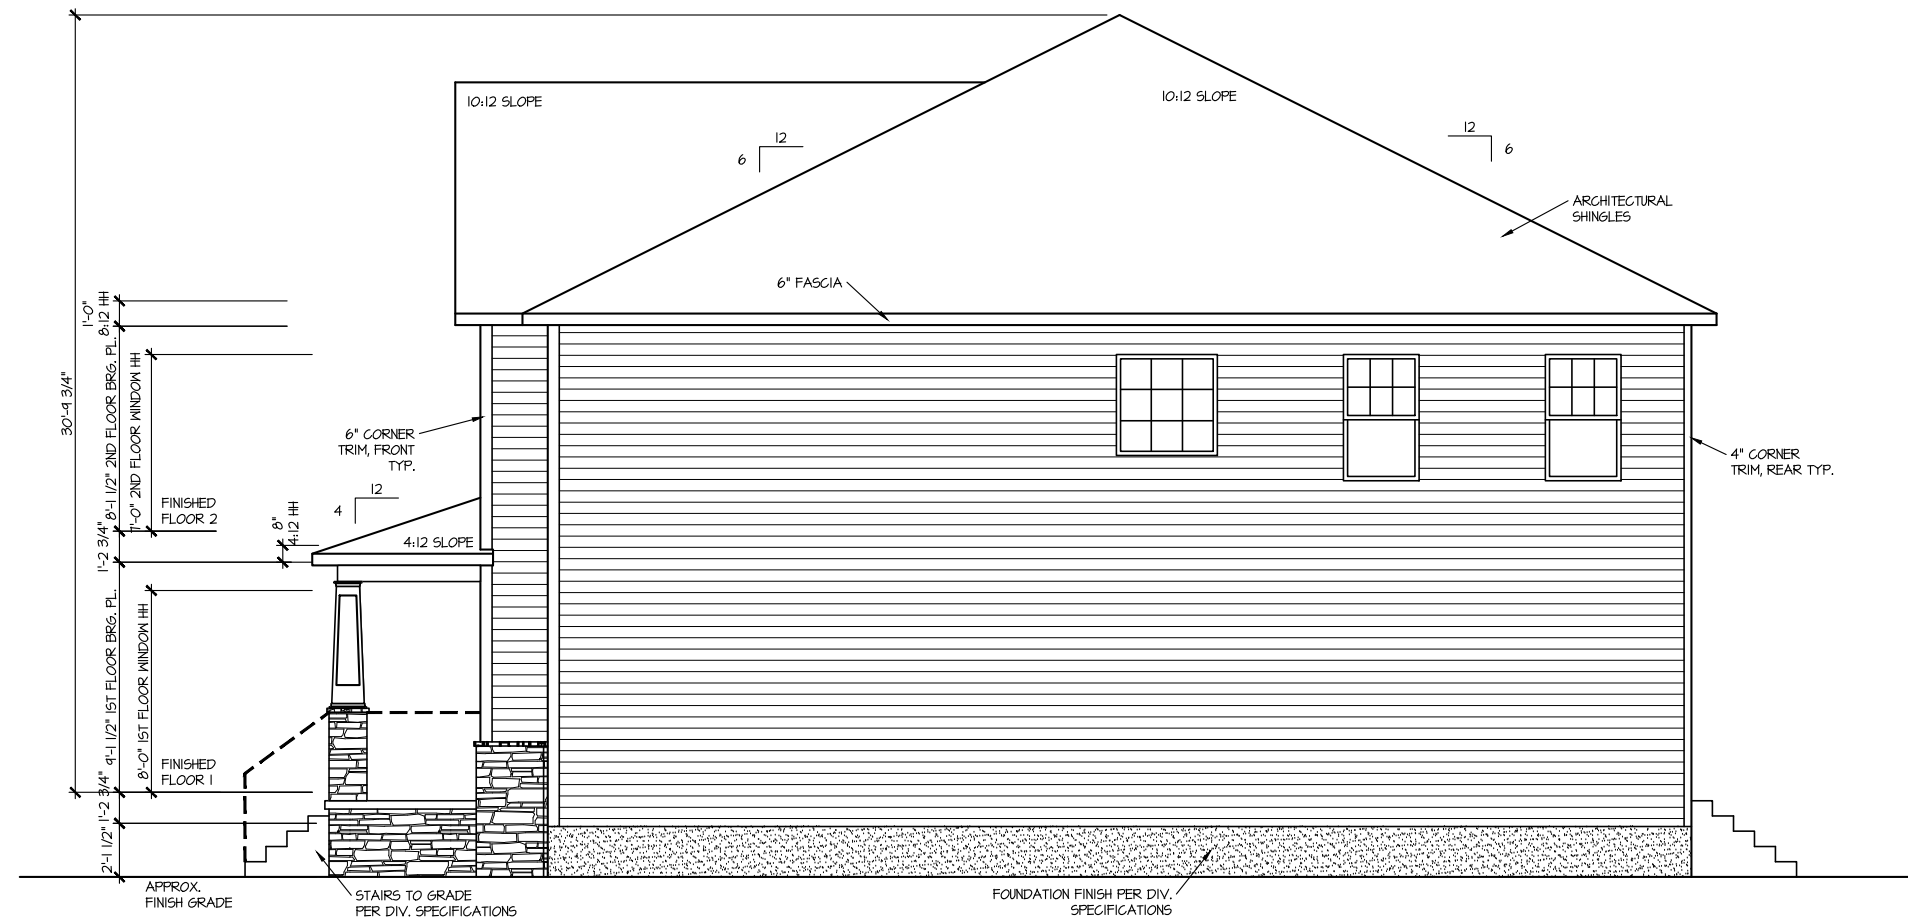 10:12 SLOPE
10:12 SLOPE
12
6
12
6
ARCHITECTURAL
SHINGLES
6" FASCIA
1'-0"
8:12 HH
30'-9 3/4"
8'-1 1/2" 2ND FLOOR BRG. PL.
7'-0" 2ND FLOOR WINDOW HH
6" CORNER
TRIM, FRONT
TYP.
4" CORNER
TRIM, REAR TYP.
12
4
FINISHED
FLOOR 2
8"
4:12 HH
4:12 SLOPE
1'-2 3/4"
9'-1 1/2" 1ST FLOOR BRG. PL.
8'-0" 1ST FLOOR WINDOW HH
FINISHED
FLOOR 1
1'-2 3/4"
2'-1 1/2"
APPROX.
FINISH GRADE
STAIRS TO GRADE
PER DIV. SPECIFICATIONS
FOUNDATION FINISH PER DIV.
SPECIFICATIONS